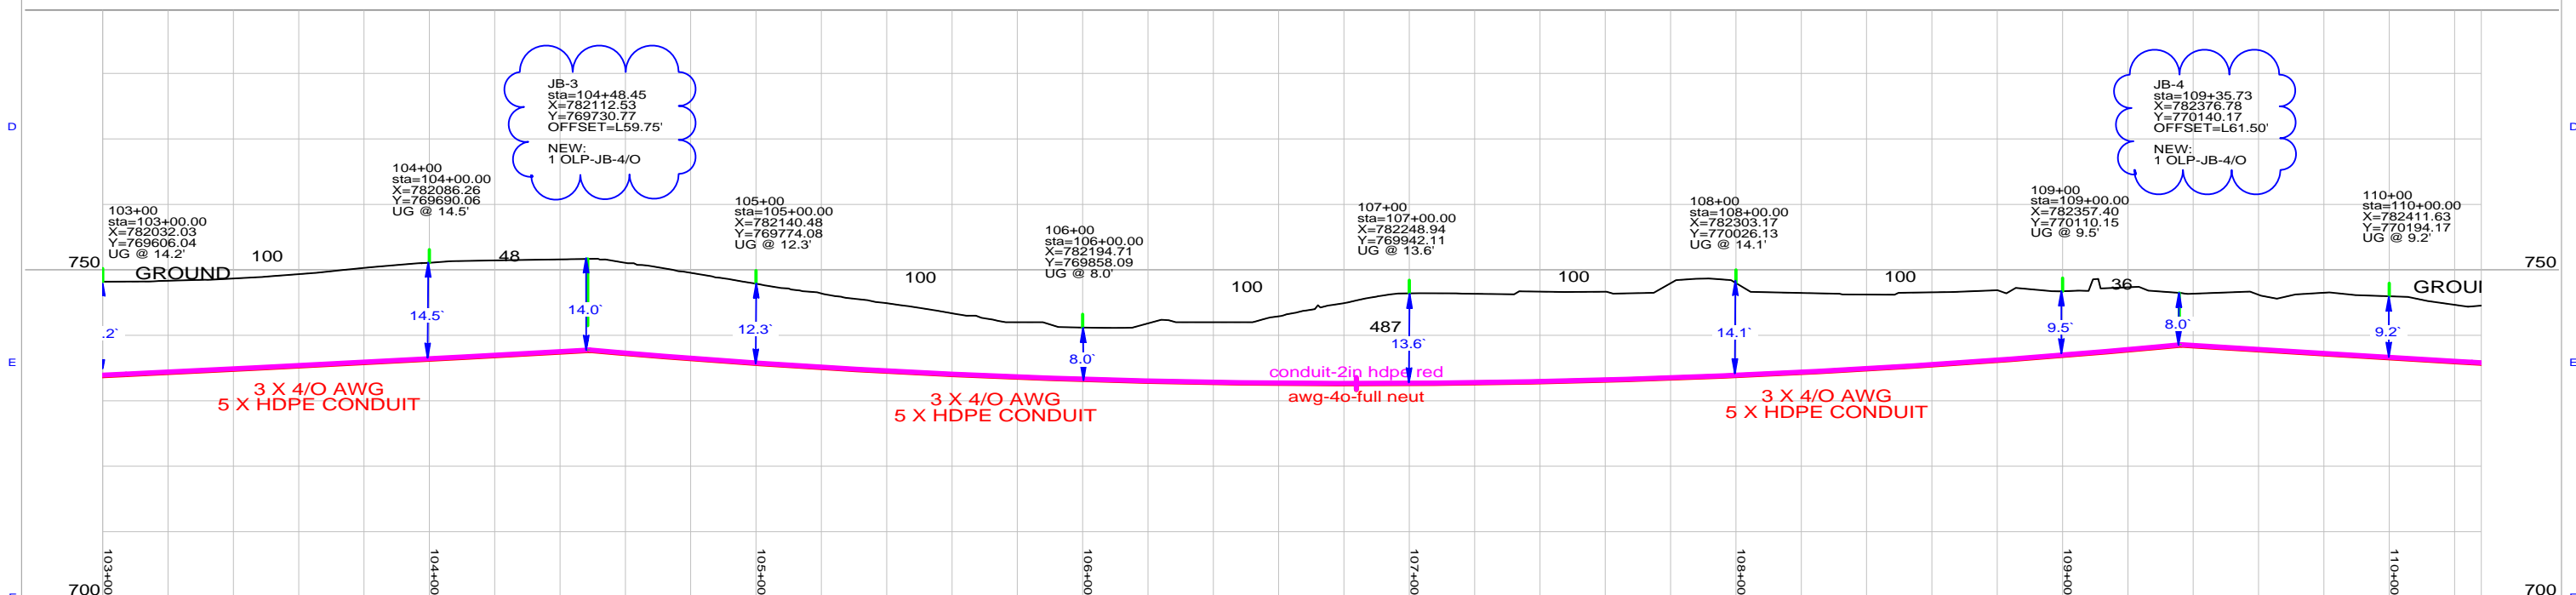 JB-3
sta=104+48.45
X=782112.53
Y=769730.77
OFFSET=L59.75'
NEW:
1 OLP-JB-4/O
JB-4
sta=109+35.73
X=782376.78
Y=770140.17
OFFSET=L61.50'
NEW:
1 OLP-JB-4/O
D
D
103+00
sta=103+00.00
X=782032.03
Y=769606.04
UG @ 14.2'
104+00
sta=104+00.00
X=782086.26
Y=769690.06
UG @ 14.5'
105+00
sta=105+00.00
X=782140.48
Y=769774.08
UG @ 12.3'
106+00
sta=106+00.00
X=782194.71
Y=769858.09
UG @ 8.0'
107+00
sta=107+00.00
X=782248.94
Y=769942.11
UG @ 13.6'
108+00
sta=108+00.00
X=782303.17
Y=770026.13
UG @ 14.1'
109+00
sta=109+00.00
X=782357.40
Y=770110.15
UG @ 9.5'
110+00
sta=110+00.00
X=782411.63
Y=770194.17
UG @ 9.2'
750
GROUND
100
48
100
100
100
100
36
GROUI
750
.2`
14.5`
14.0`
12.3`
8.0`
487
13.6`
14.1`
9.5`
8.0`
9.2`
E
E
conduit-2in hdpe red
awg-4o-full neut
3 X 4/O AWG
5 X HDPE CONDUIT
3 X 4/O AWG
5 X HDPE CONDUIT
3 X 4/O AWG
5 X HDPE CONDUIT
103+00
104+00
105+00
106+00
107+00
108+00
109+00
110+00
700
700